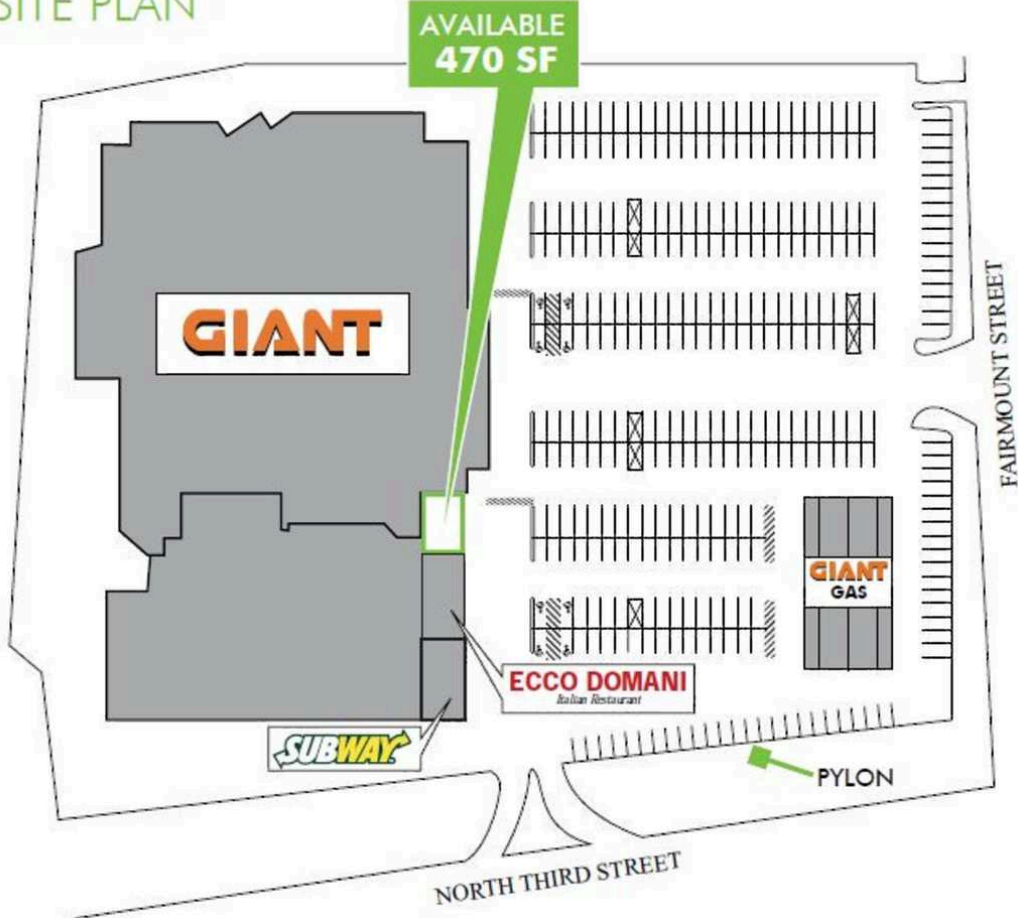 SITE PLAN
AVAILABLE
470 SF
GIANT
FAIRMOUNT STREET
GIANT
GAS
ECCO DOMANI
Italian Restaurant
SUBWAY
PYLON
NORTH THIRD STREET